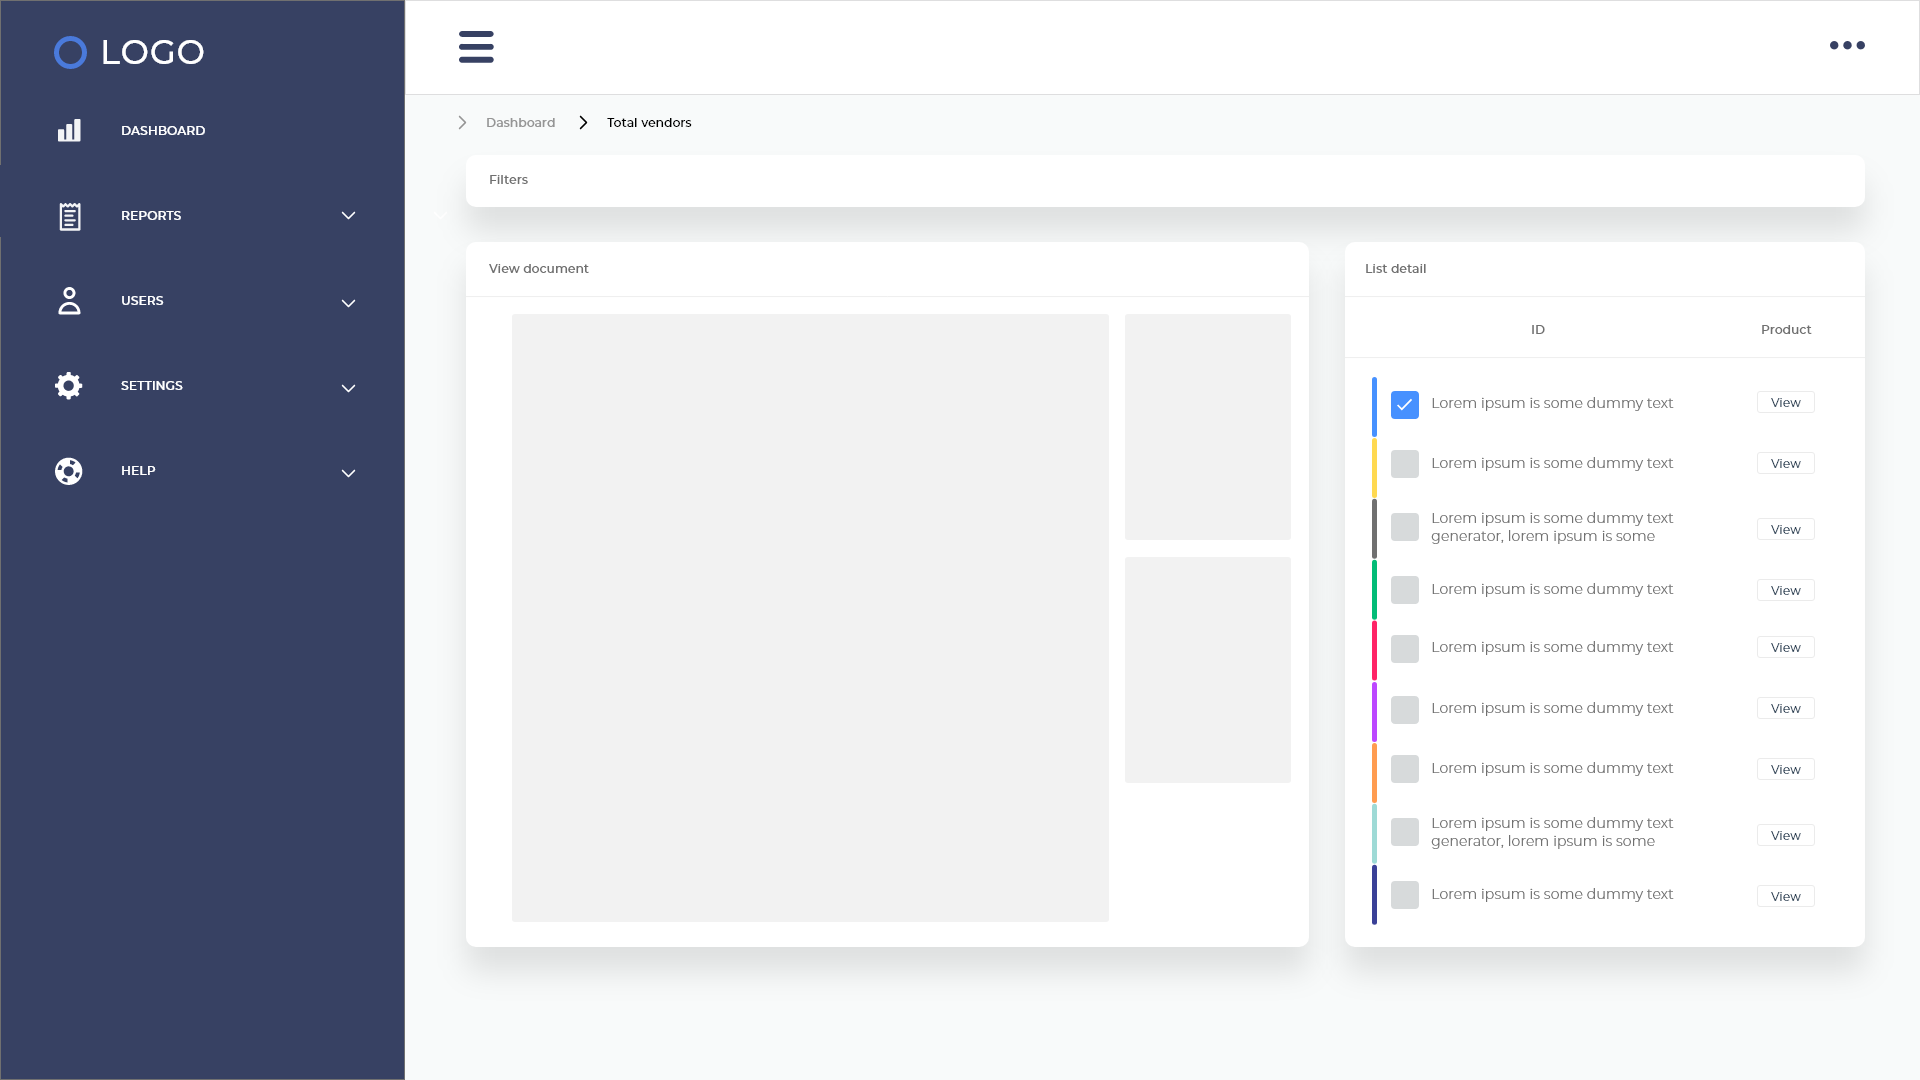 LOGO
DASHBOARD
REPORTS
USERS
SETTINGS
HELP
Dashboard
Total vendors
Filters
View document
List detail
ID
Product
Lorem ipsum is some dummy text
View
Lorem ipsum is some dummy text
View
Lorem ipsum is some dummy text
generator, lorem ipsum is some
View
Lorem ipsum is some dummy text
View
Lorem ipsum is some dummy text
View
Lorem ipsum is some dummy text
View
Lorem ipsum is some dummy text
View
Lorem ipsum is some dummy text
generator, lorem ipsum is some
View
Lorem ipsum is some dummy text
View